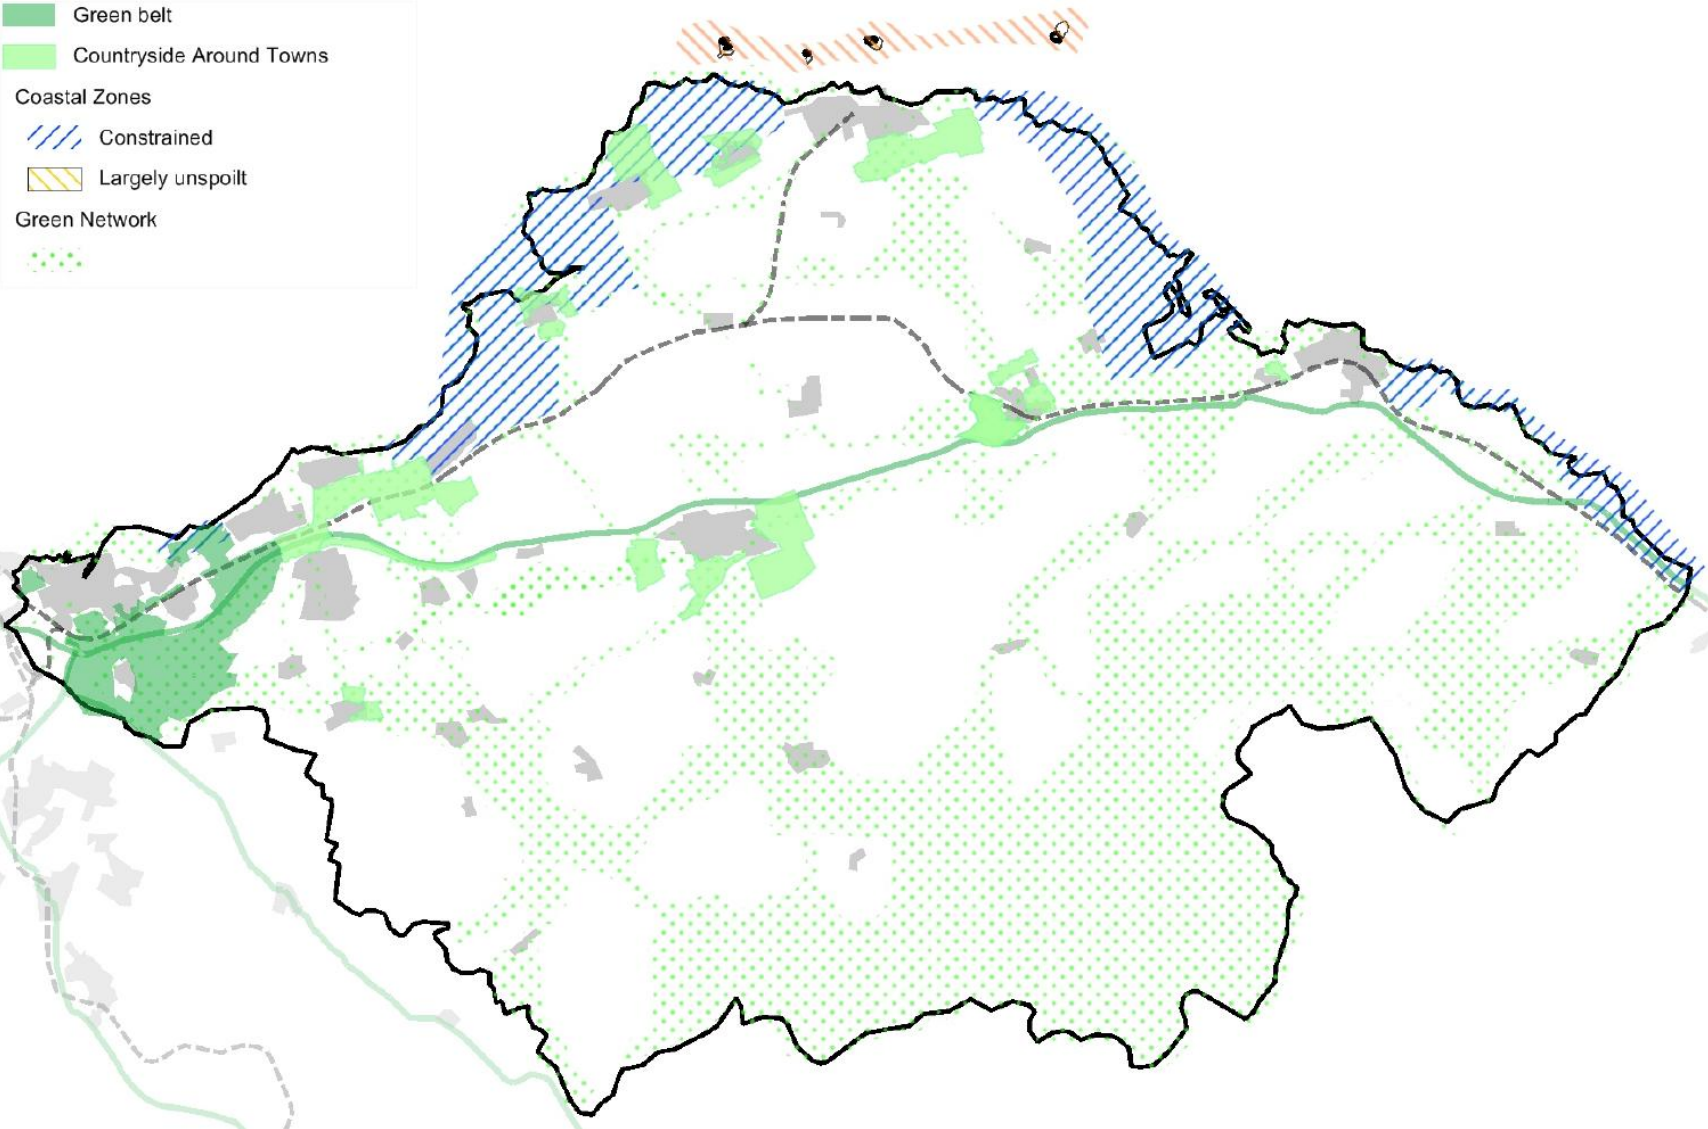 Green belt
Countryside Around Towns
Coastal Zones
Constrained
Largely unspoilt
Green Network